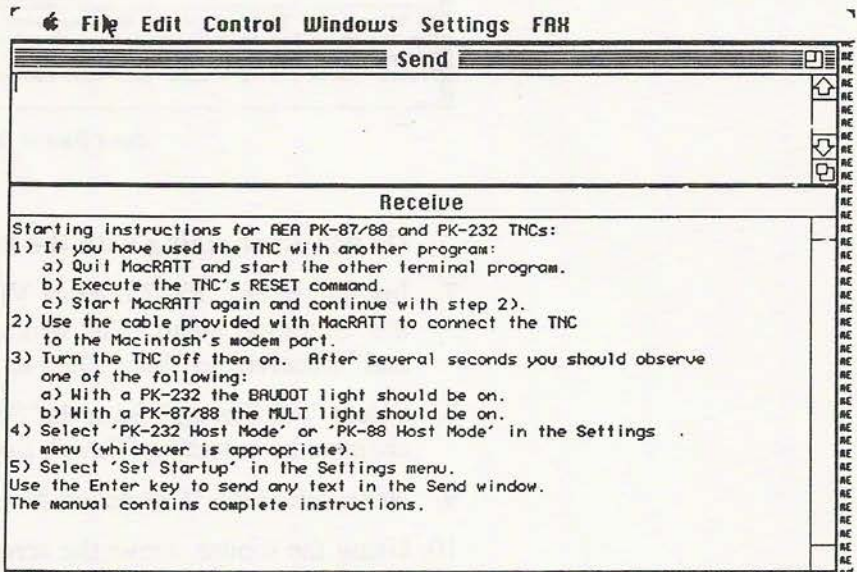 File Edit Control Windows Settings FAX
Send
Receive
Starting instructions for AEA PK-87/88 and PK-232 TNCs:
1) If you have used the TNC with another program:
a) Quit MacRATT and start the other terminal program.
b) Execute the TNC's RESET command.
c) Start MacRATT again and continue with step 2).
2) Use the cable provided with MacRATT to connect the TNC
to the Macintosh's modem port.
3) Turn the TNC off then on. After several seconds you should observe
one of the following:
a) With a PK-232 the BAUDOT light should be on.
b) With a PK-87/88 the MULT light should be on.
4) Select 'PK-232 Host Mode' or 'PK-88 Host Mode' in the Settings
menu (whichever is appropriate).
5) Select 'Set Startup' in the Settings menu.
Use the Enter key to send any text in the Send window.
The manual contains complete instructions.